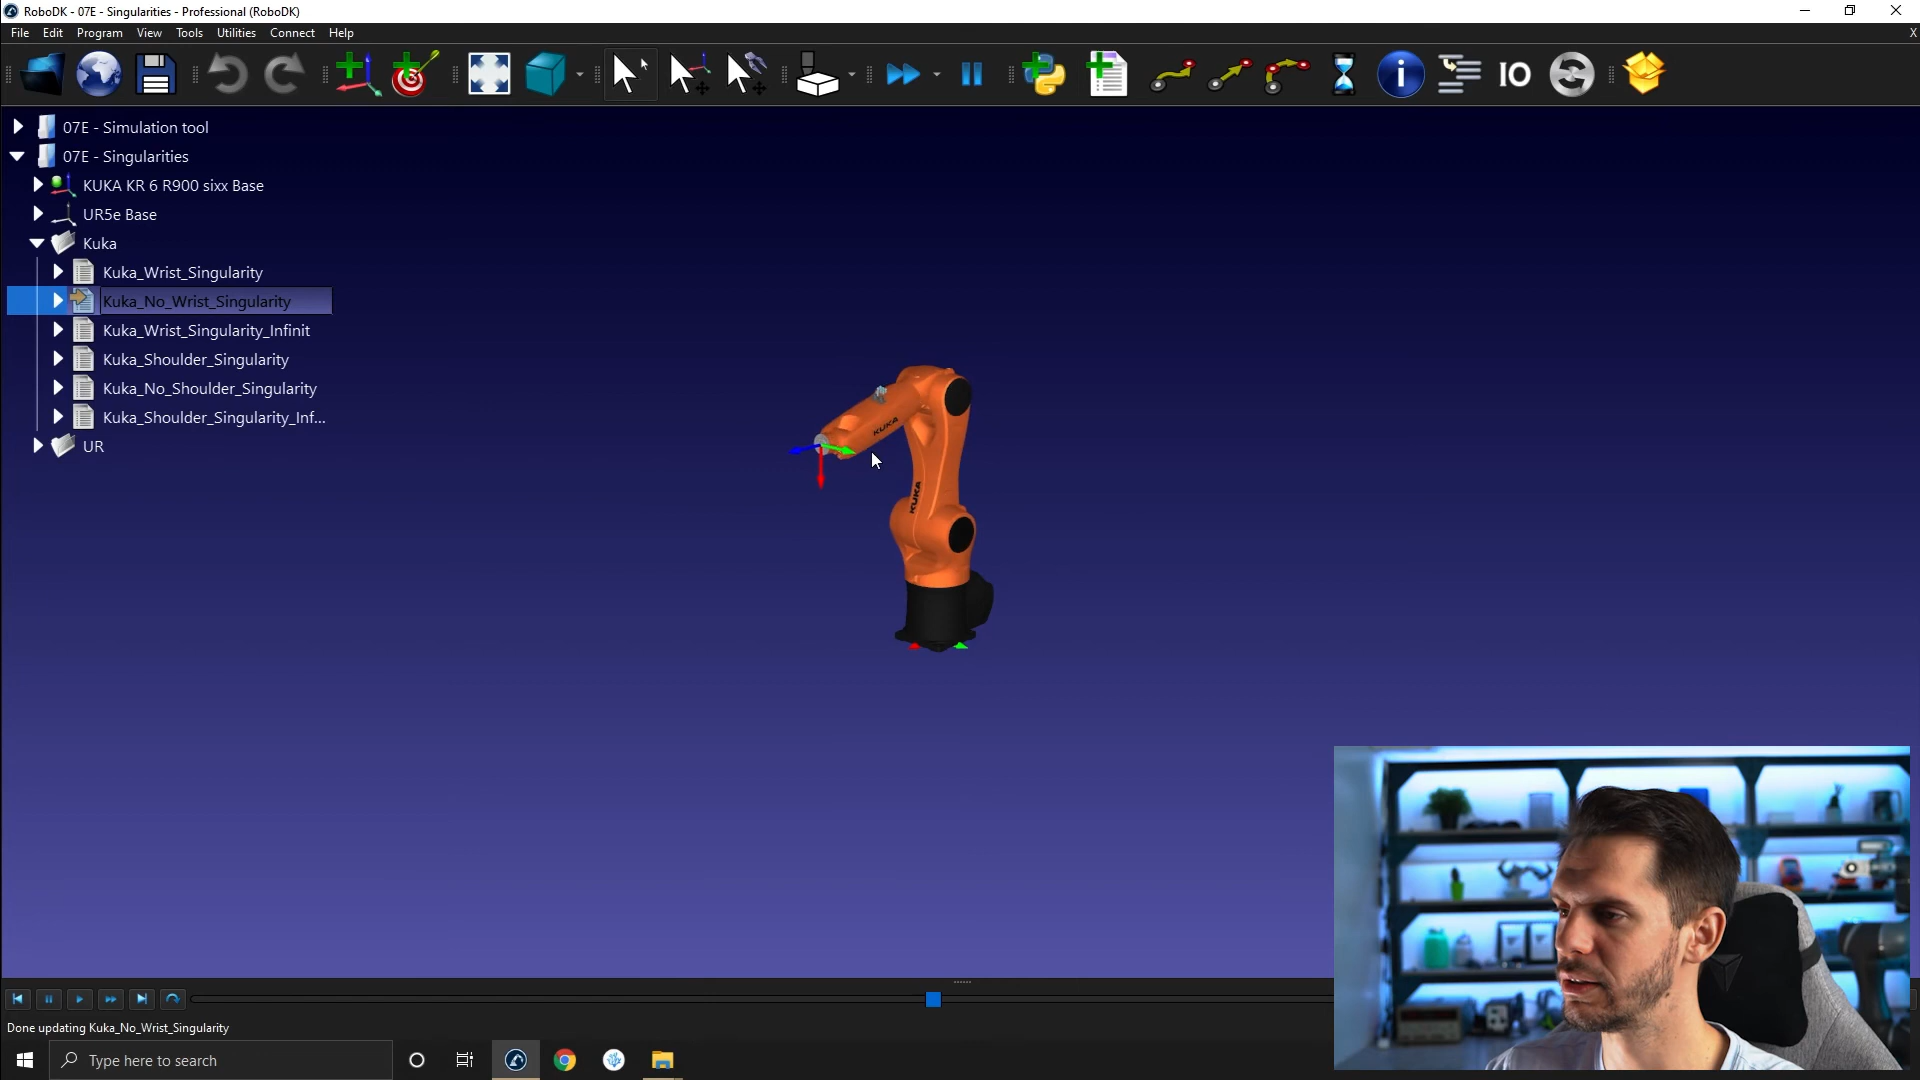 RoboDK - 07E - Singularities - Professional (RoboDK)
File Edit Program View Tools Utilities Connect Help
X
IO
07E - Simulation tool
07E - Singularities
KUKA KR 6 R900 sixx Base
UR5e Base
Kuka
Kuka_Wrist_Singularity
Kuka_No_Wrist_Singularity
Kuka_Wrist_Singularity_Infinit
Kuka_Shoulder_Singularity
Kuka_No_Shoulder_Singularity
Kuka_Shoulder_Singularity_Inf...
UR
KUKA
KUKA
Done updating Kuka_No_Wrist_Singularity
Type here to search